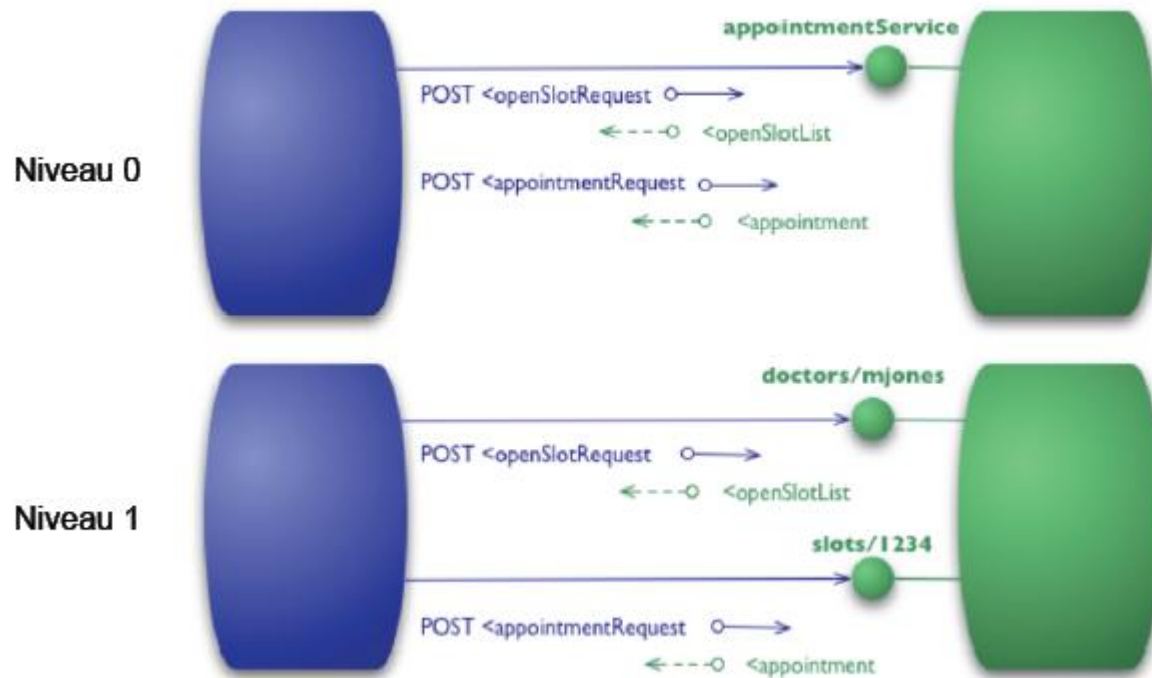 appointmentService
POST <openSlotRequest
<openSlotList
Niveau 0
POST <appointmentRequest
<appointment
doctors/mjones
POST <openSlotRequest
<openSlotList
Niveau 1
slots/1234
POST <appointmentRequest
<appointment